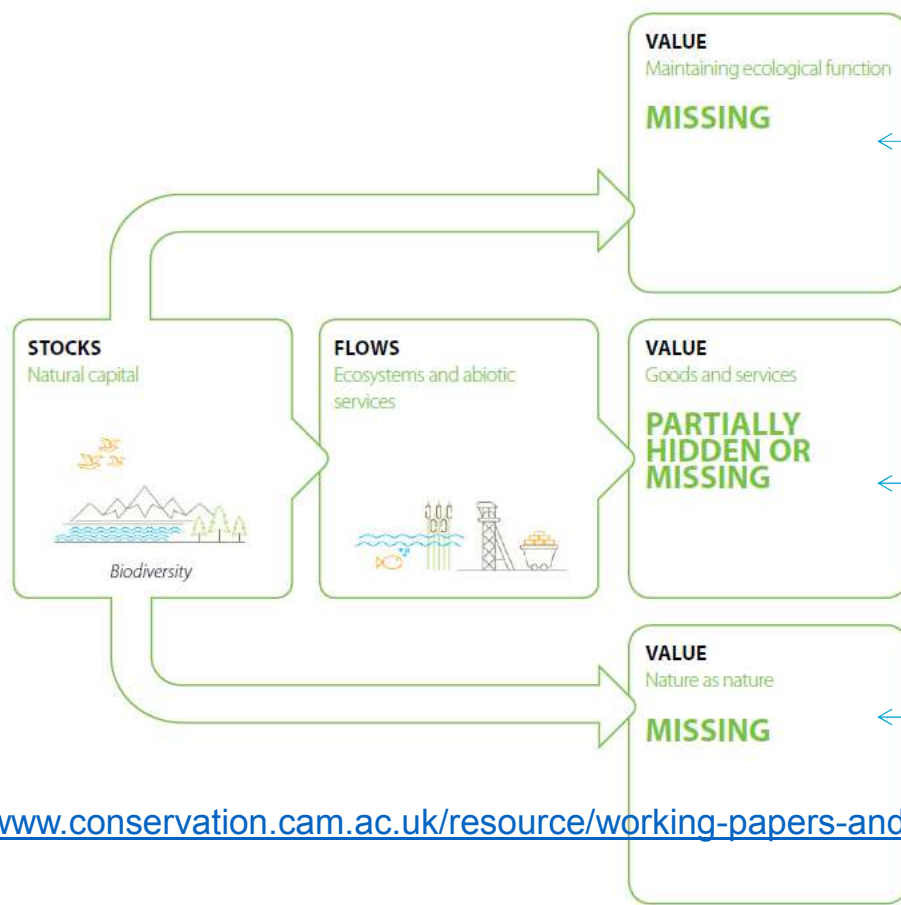 VALUE
Maintaining ecological function
MISSING
STOCKS
Natural capital
Biodiversity
FLOWS
Ecosystems and abiotic
services
VALUE
Goods and services
PARTIALLY
HIDDEN OR
MISSING
VALUE
Nature as nature
MISSING
www.conservation.cam.ac.uk/resource/working-papers-and